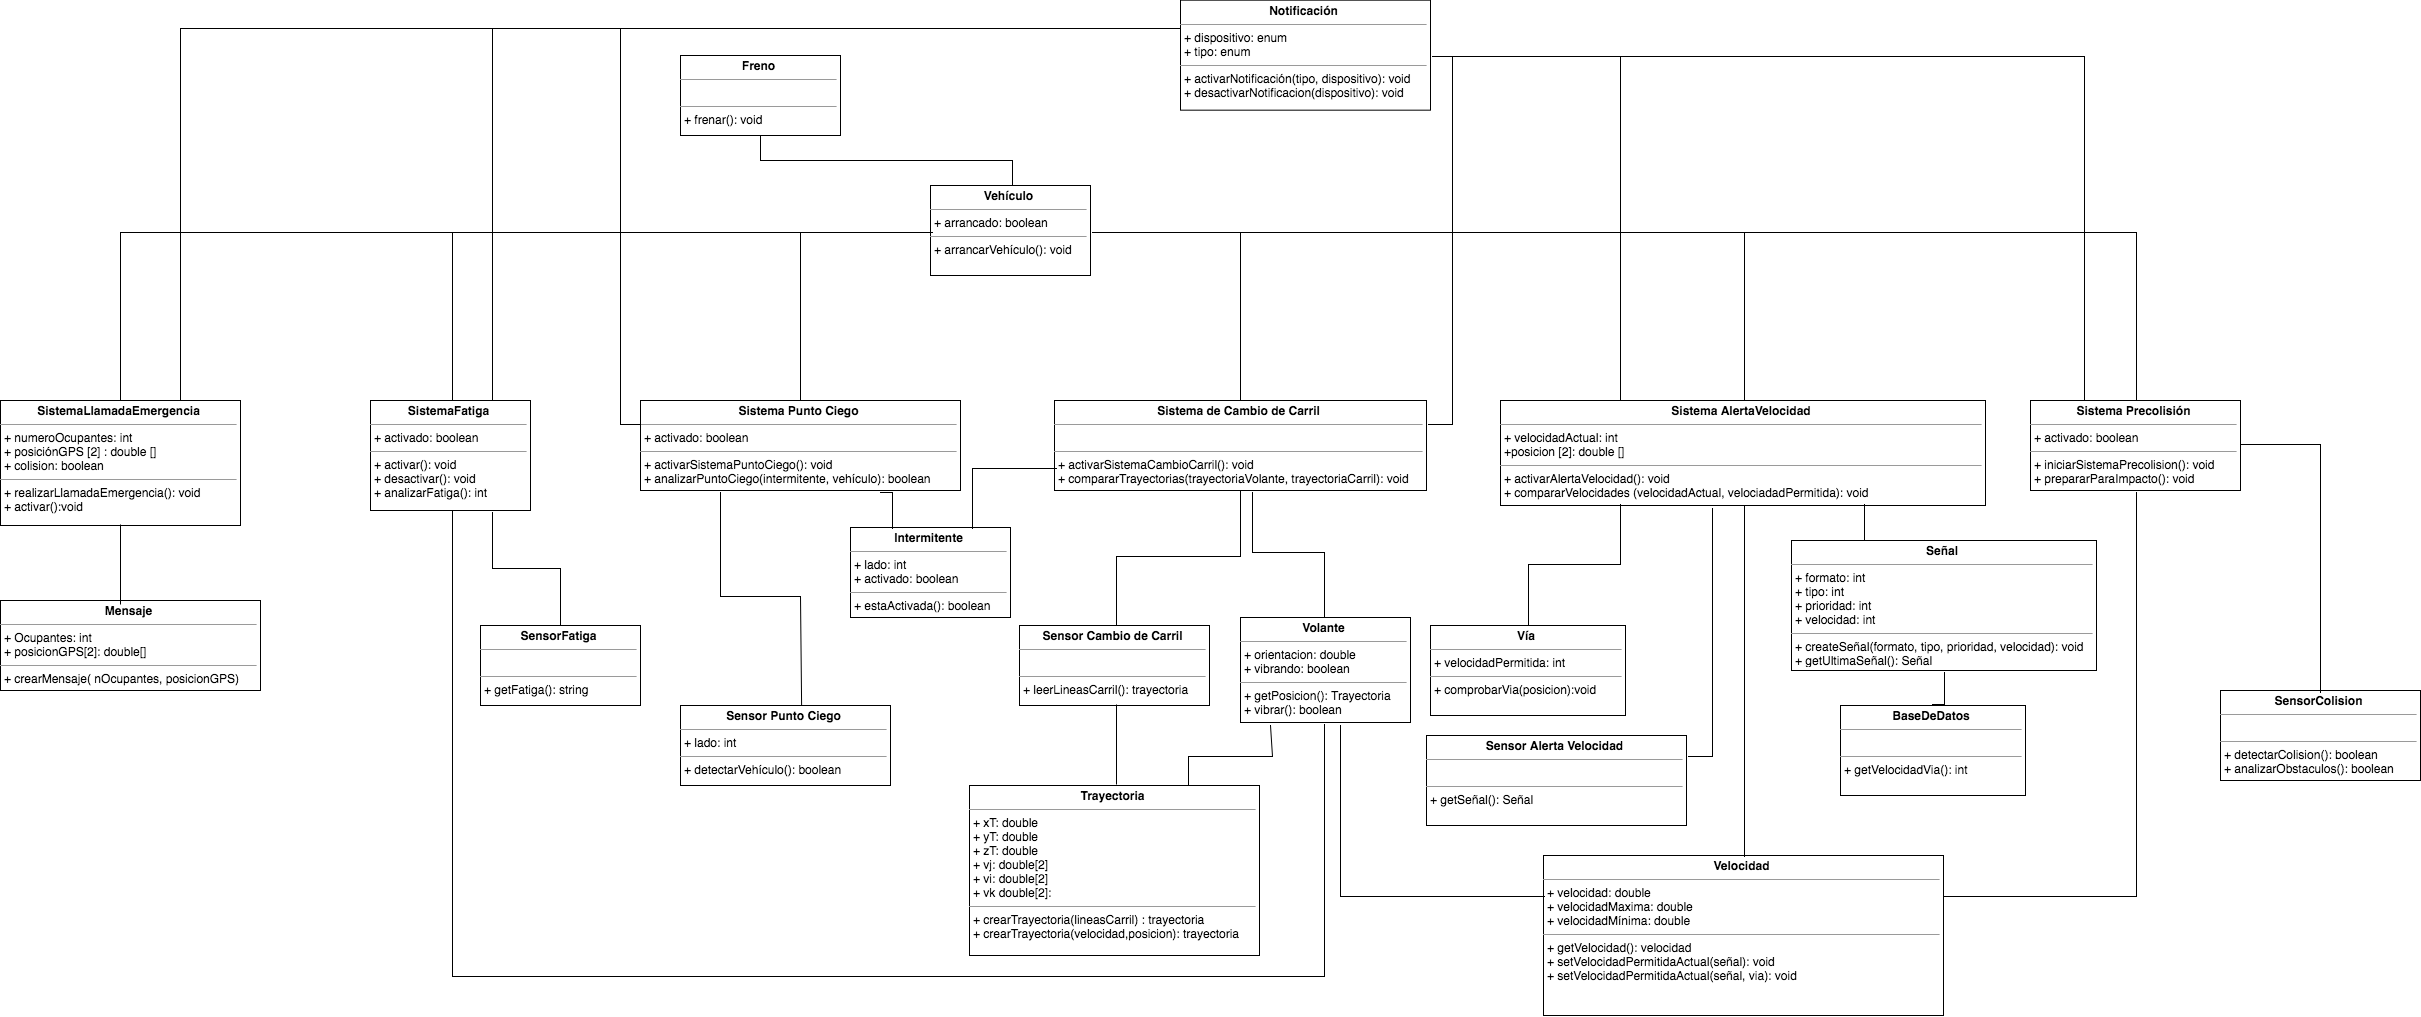 Notificación
+ dispositivo: enum
+ tipo: enum
+ activarNotificación(tipo, dispositivo): void
+ desactivarNotificacion(dispositivo): void
Freno
+ frenar(): void
Vehículo
+ arrancado: boolean
+ arrancarVehículo(): void
SistemaLlamadaEmergencia
+ numeroOcupantes: int
+ posiciónGPS [2] : double []
+ colision: boolean
+ realizarLlamadaEmergencia(): void
+ activar():void
SistemaFatiga
+ activado: boolean
+ activar(): void
+ desactivar(): void
+ analizarFatiga(): int
Sistema Punto Ciego
+ activado: boolean
+ activarSistemaPuntoCiego(): void
+ analizarPuntoCiego(intermitente, vehículo): boolean
Sistema de Cambio de Carril
+ activarSistemaCambioCarril(): void
+ compararTrayectorias(trayectoriaVolante, trayectoriaCarril): void
Sistema AlertaVelocidad
+ velocidadActual: int
+posicion [2]: double []
+ activarAlertaVelocidad(): void
+ compararVelocidades (velocidadActual, velociadadPermitida): void
Sistema Precolisión
+ activado: boolean
+ iniciarSistemaPrecolision(): void
+ prepararParaImpacto(): void
Intermitente
+ lado: int
+ activado: boolean
+ estaActivada(): boolean
Señal
+ formato: int
+ tipo: int
+ prioridad: int
+ velocidad: int
+ createSeñal(formato, tipo, prioridad, velocidad): void
+ getUltimaSeñal(): Señal
Mensaje
+ Ocupantes: int
+ posicionGPS[2]: double[]
+ crearMensaje( nOcupantes, posicionGPS)
SensorFatiga
+ getFatiga(): string
Sensor Cambio de Carril
+ leerLineasCarril(): trayectoria
Volante
+ orientacion: double
+ vibrando: boolean
+ getPosicion(): Trayectoria
+ vibrar(): boolean
Vía
+ velocidadPermitida: int
+ comprobarVia(posicion):void
Sensor Punto Ciego
+ lado: int
+ detectarVehículo(): boolean
BaseDeDatos
+ getVelocidadVia(): int
SensorColision
+ detectarColision(): boolean
+ analizarObstaculos(): boolean
Sensor Alerta Velocidad
+ getSeñal(): Señal
Trayectoria
+ xT: double
+ yT: double
+ zT: double
+ vj: double[2]
+ vi: double[2]
+ vk double[2]:
+ crearTrayectoria(lineasCarril) : trayectoria
+ crearTrayectoria(velocidad,posicion): trayectoria
Velocidad
+ velocidad: double
+ velocidadMaxima: double
+ velocidadMínima: double
+ getVelocidad(): velocidad
+ setVelocidadPermitidaActual(señal): void
+ setVelocidadPermitidaActual(señal, via): void